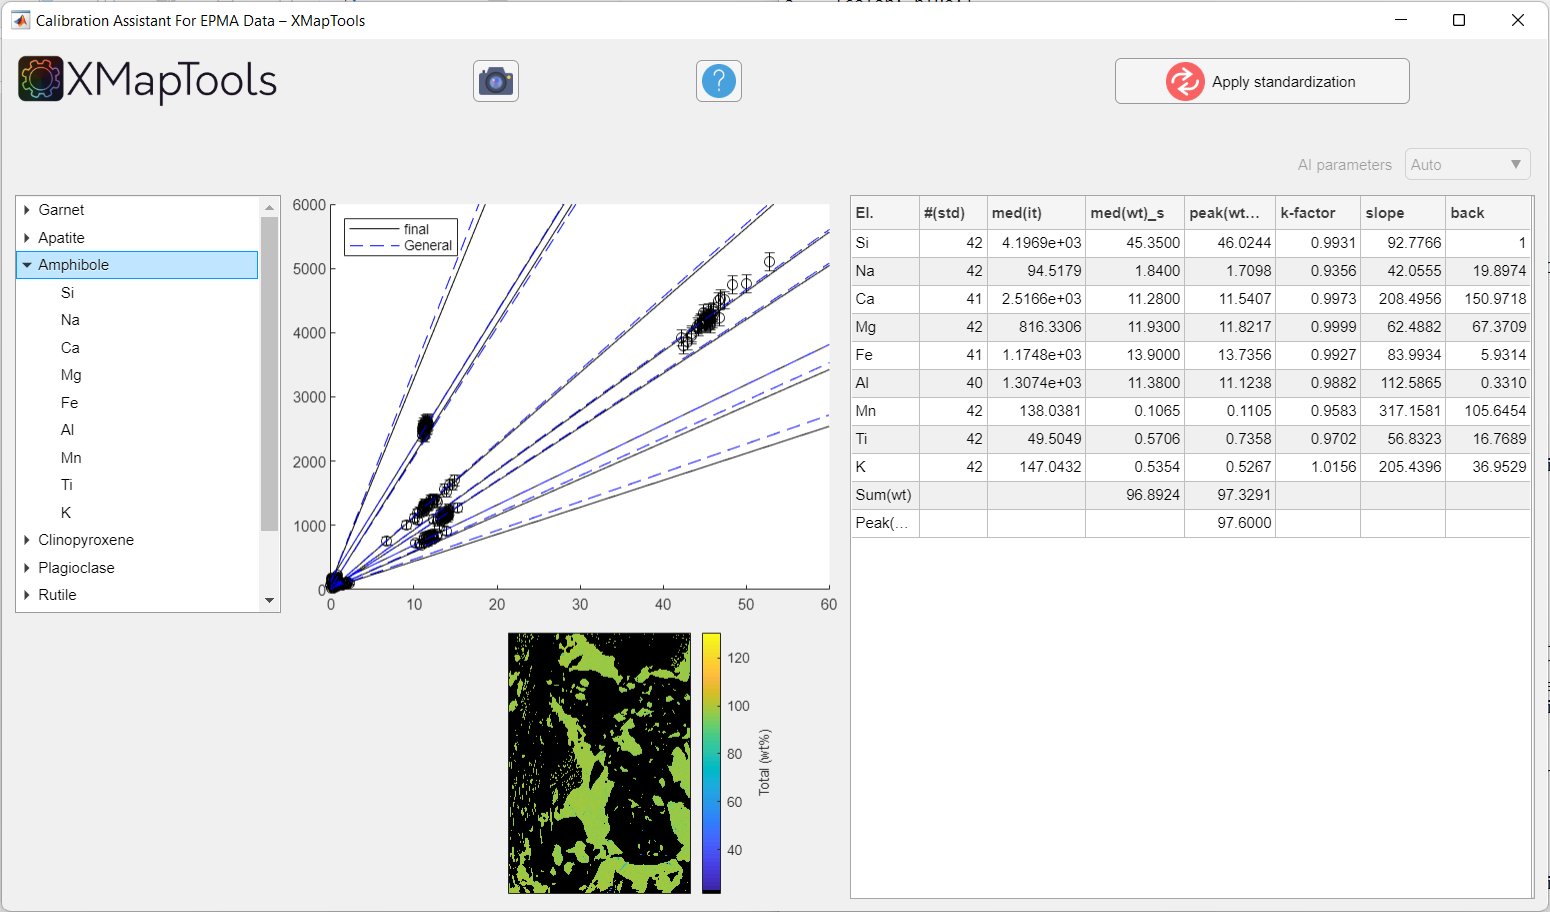 Calibration Assistant For EPMA Data – XMapTools
XMapTools
?
Apply standardization
AI parameters Auto
Garnet
Apatite
Amphibole
Si
Na
Ca
Mg
Fe
Al
Mn
Ti
K
Clinopyroxene
Plagioclase
Rutile
6000
5000
4000
3000
2000
1000
0
0 10 20 30 40 50 60
final
General
120
100
80
60
40
Total (wt%)
El. #(std) med(it) med(wt)_s peak(wt... k-factor slope back
Si 42 4.1969e+03 45.3500 46.0244 0.9931 92.7766 1
Na 42 94.5179 1.8400 1.7098 0.9356 42.0555 19.8974
Ca 41 2.5166e+03 11.2800 11.5407 0.9973 208.4956 150.9718
Mg 42 816.3306 11.9300 11.8217 0.9999 62.4882 67.3709
Fe 41 1.1748e+03 13.9000 13.7356 0.9927 83.9934 5.9314
Al 40 1.3074e+03 11.3800 11.1238 0.9882 112.5865 0.3310
Mn 42 138.0381 0.1065 0.1105 0.9583 317.1581 105.6454
Ti 42 49.5049 0.5706 0.7358 0.9702 56.8323 16.7689
K 42 147.0432 0.5354 0.5267 1.0156 205.4396 36.9529
Sum(wt) 96.8924 97.3291
Peak(... 97.6000